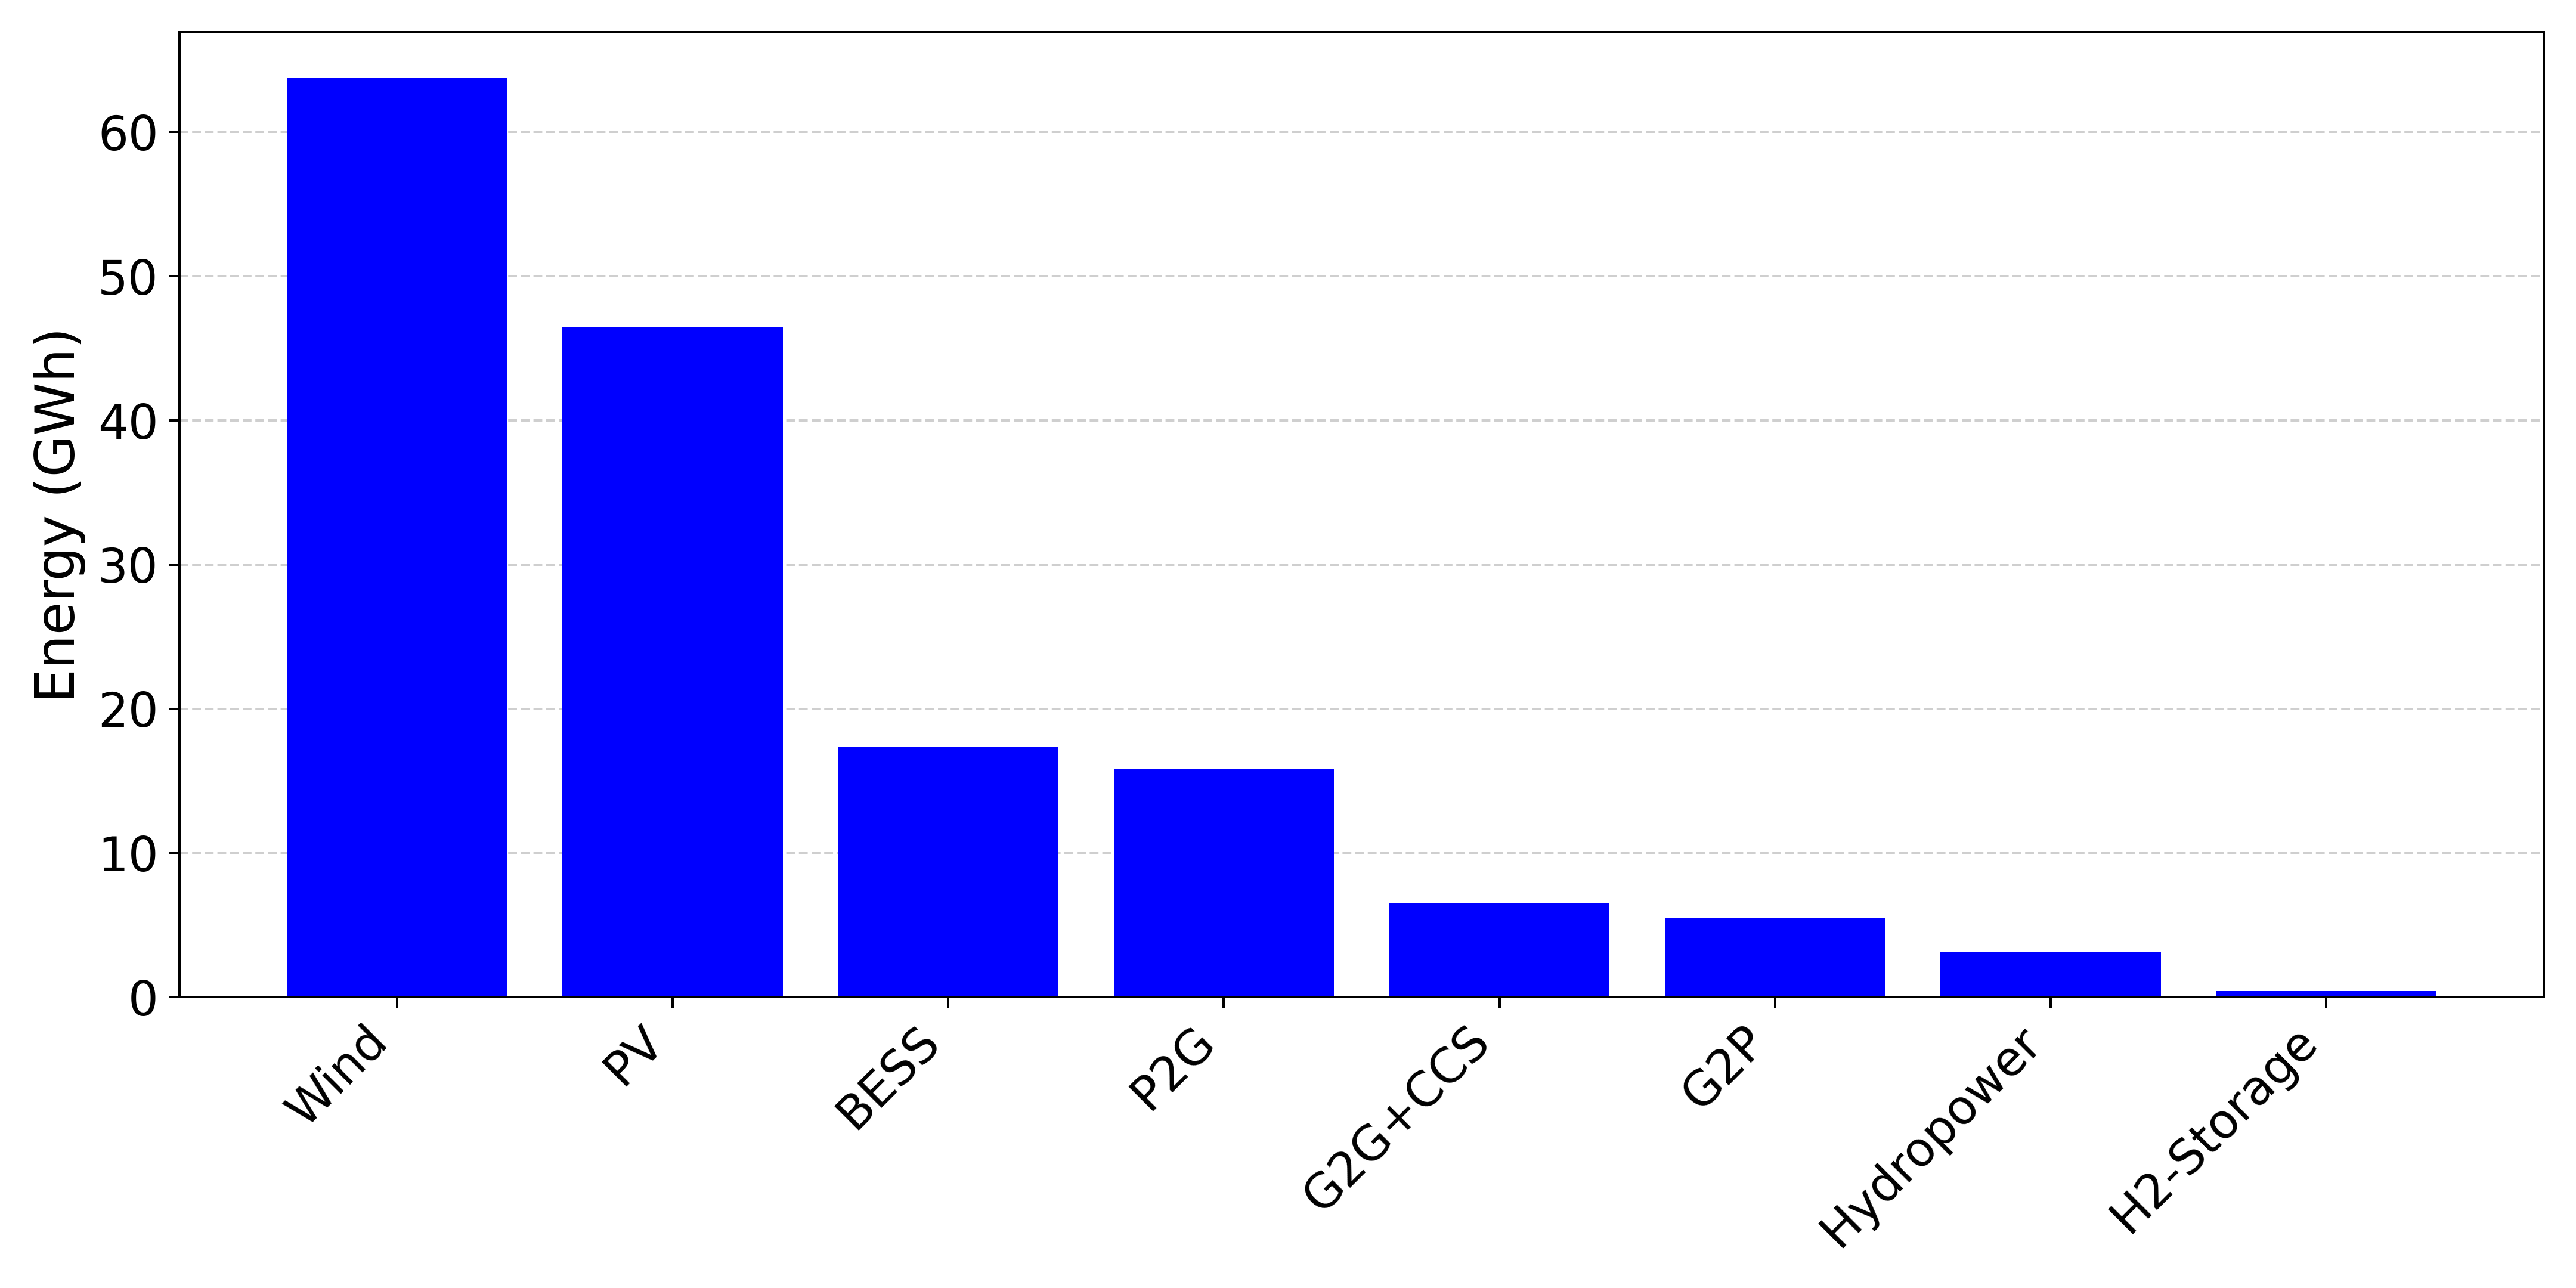 Energy (GWh)
60
50
40
30
20
10
0
Wind
PV
BESS
P2G
G2G+CCS
G2P
Hydropower
H2-Storage